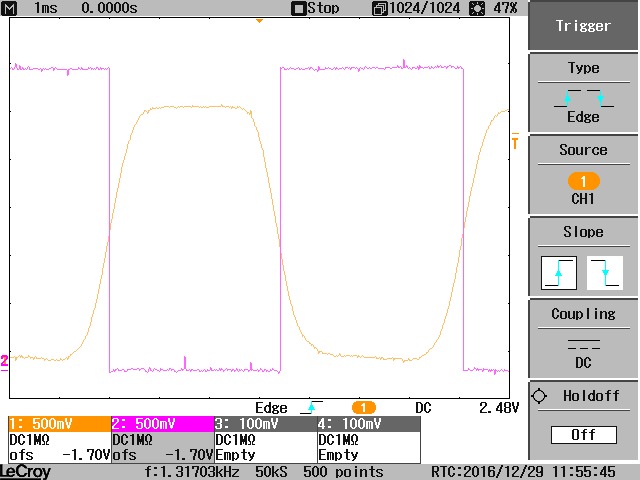 M 1ms 0.0000s Stop 1024/1024 47%
Trigger
Type
Edge
Source
1
CH1
Slope
Coupling
DC
Holdoff
Off
T
2
Edge 1 DC 2.48V
1: 500mV 2: 500mV 3: 100mV 4: 100mV
DC1MΩ DC1MΩ DC1MΩ DC1MΩ
ofs -1.70V ofs -1.70V Empty Empty
LeCroy f:1.31703kHz 50kS 500 points RTC:2016/12/29 11:55:45